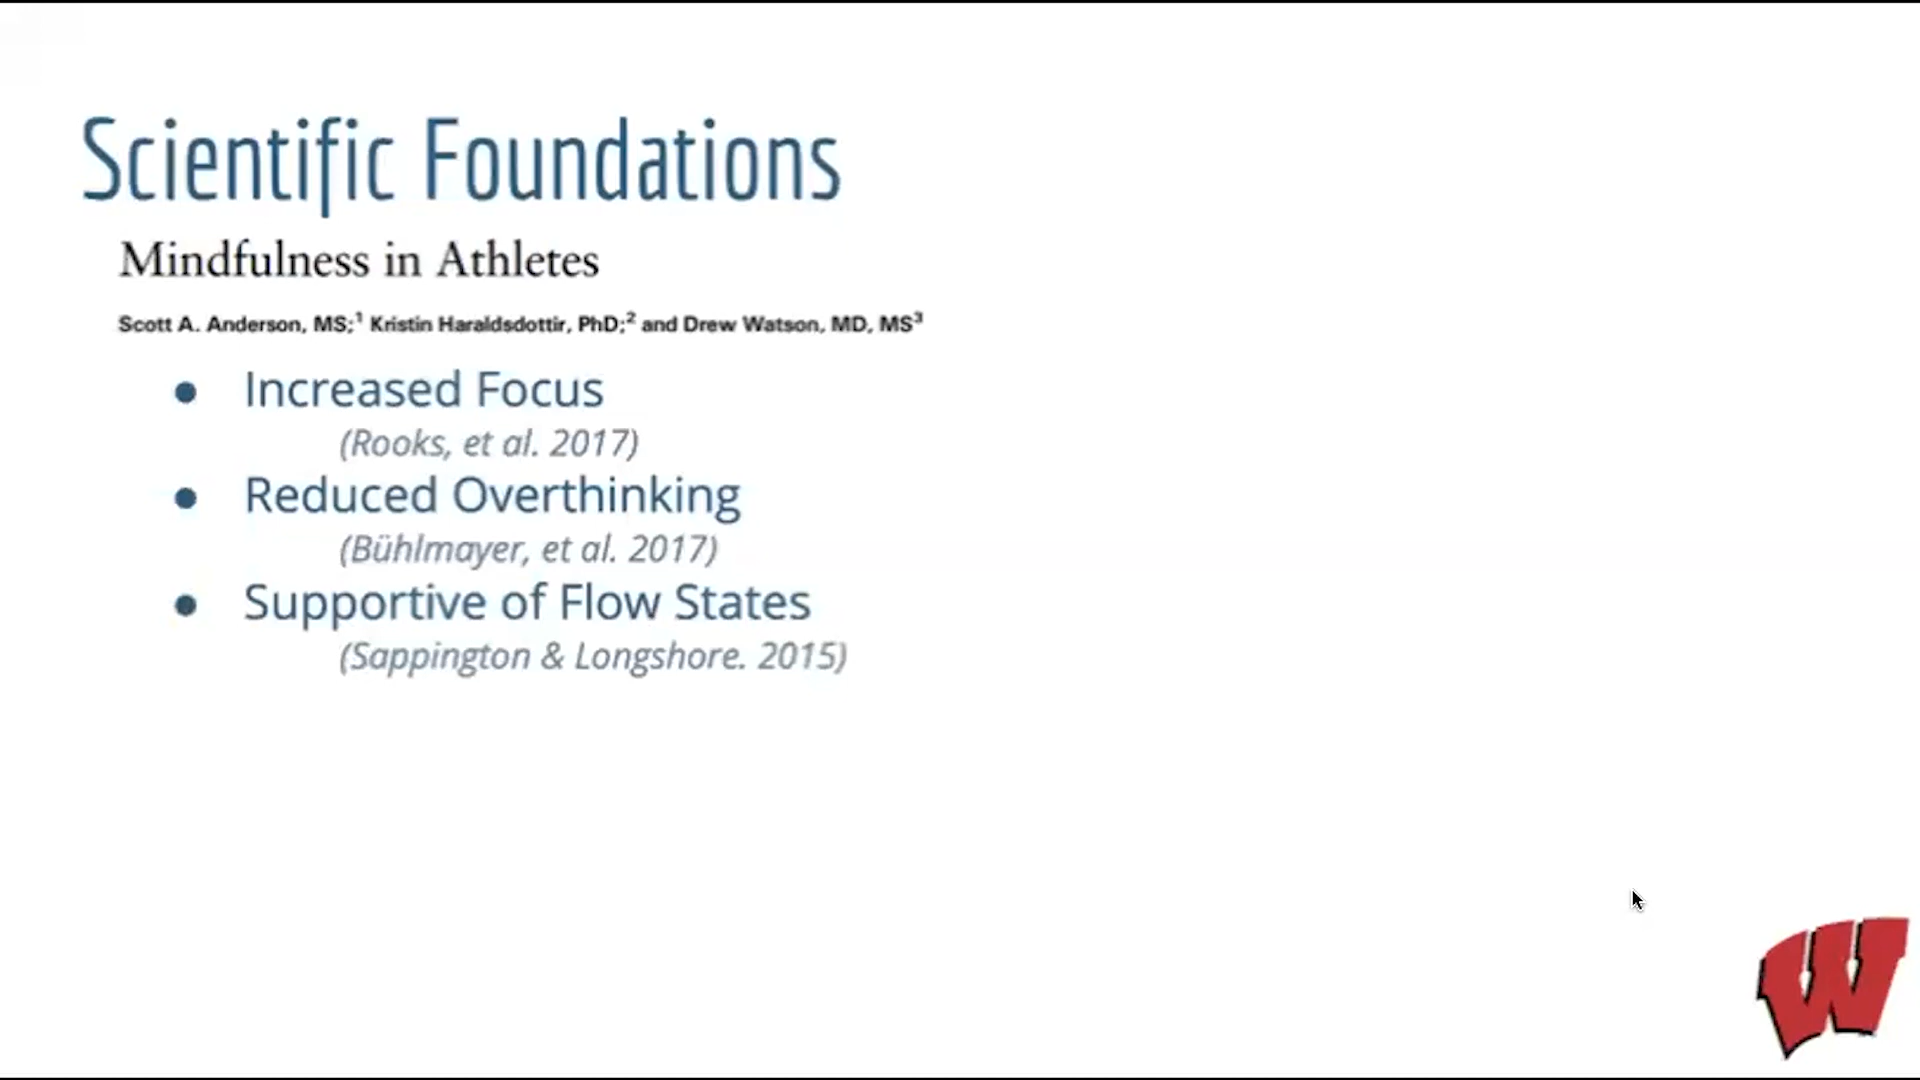 Scientific Foundations
Mindfulness in Athletes
Scott A. Anderson, MS;¹ Kristin Haraldsdottir, PhD;² and Drew Watson, MD, MS³
● Increased Focus
(Rooks, et al. 2017)
● Reduced Overthinking
(Bühlmayer, et al. 2017)
● Supportive of Flow States
(Sappington & Longshore. 2015)
W